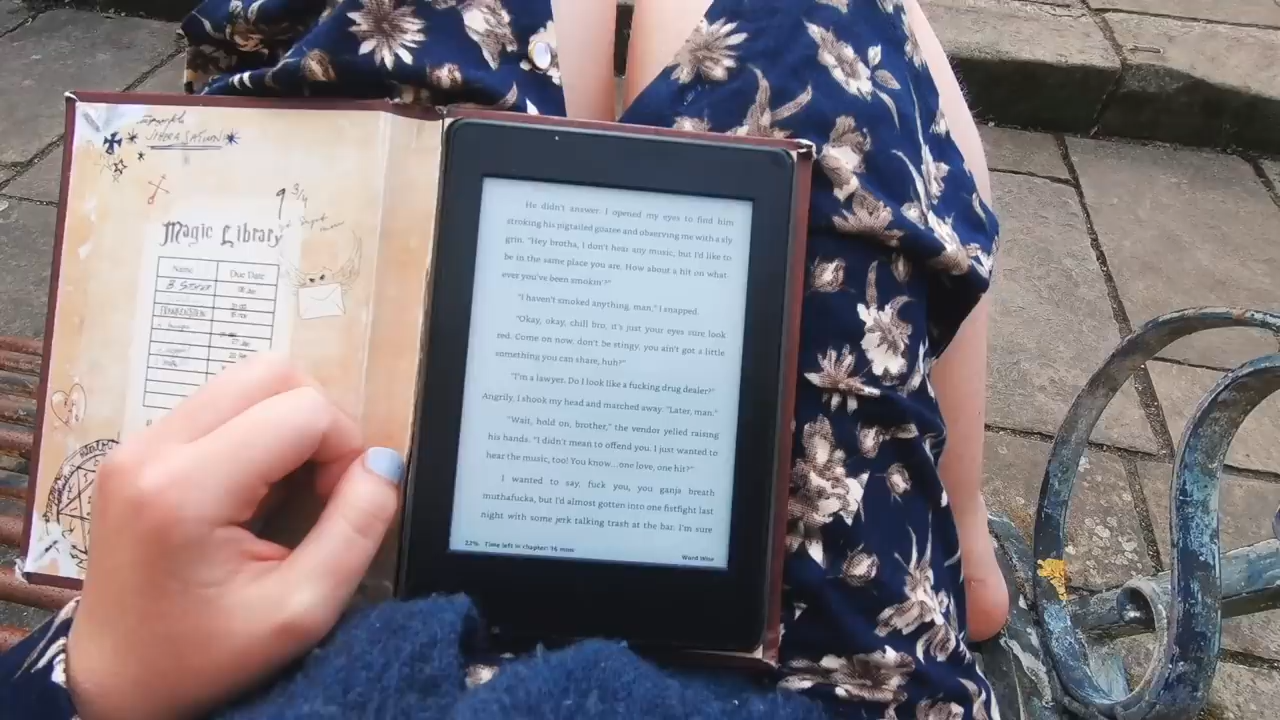 9 3/4
Magic Library
Name Due Date
FRANKENSTEIN
He didn't answer. I opened my eyes to find him
stroking his pigtailed goatee and observing me with a sly
grin. "Hey brotha, I don't hear any music, but I'd like to
be in the same place you are. How about a hit on what
ever you've been smokin'?"
"I haven't smoked anything, man," I snapped.
"Okay, okay, chill bro, it's just your eyes sure look
red. Come on now, don't be stingy, you ain't got a little
something you can share, huh?"
"I'm a lawyer. Do I look like a fucking drug dealer?"
Angrily, I shook my head and marched away. "Later, man."
"Wait, hold on, brother," the vendor yelled raising
his hands. "I didn't mean to offend you. I just wanted to
hear the music, too! You know...one love, one hit?"
I wanted to say, fuck you, you ganja breath
muthafucka, but I'd almost gotten into one fistfight last
night with some jerk talking trash at the bar. I'm sure
22% Time left in chapter: 16 mins Word Wise